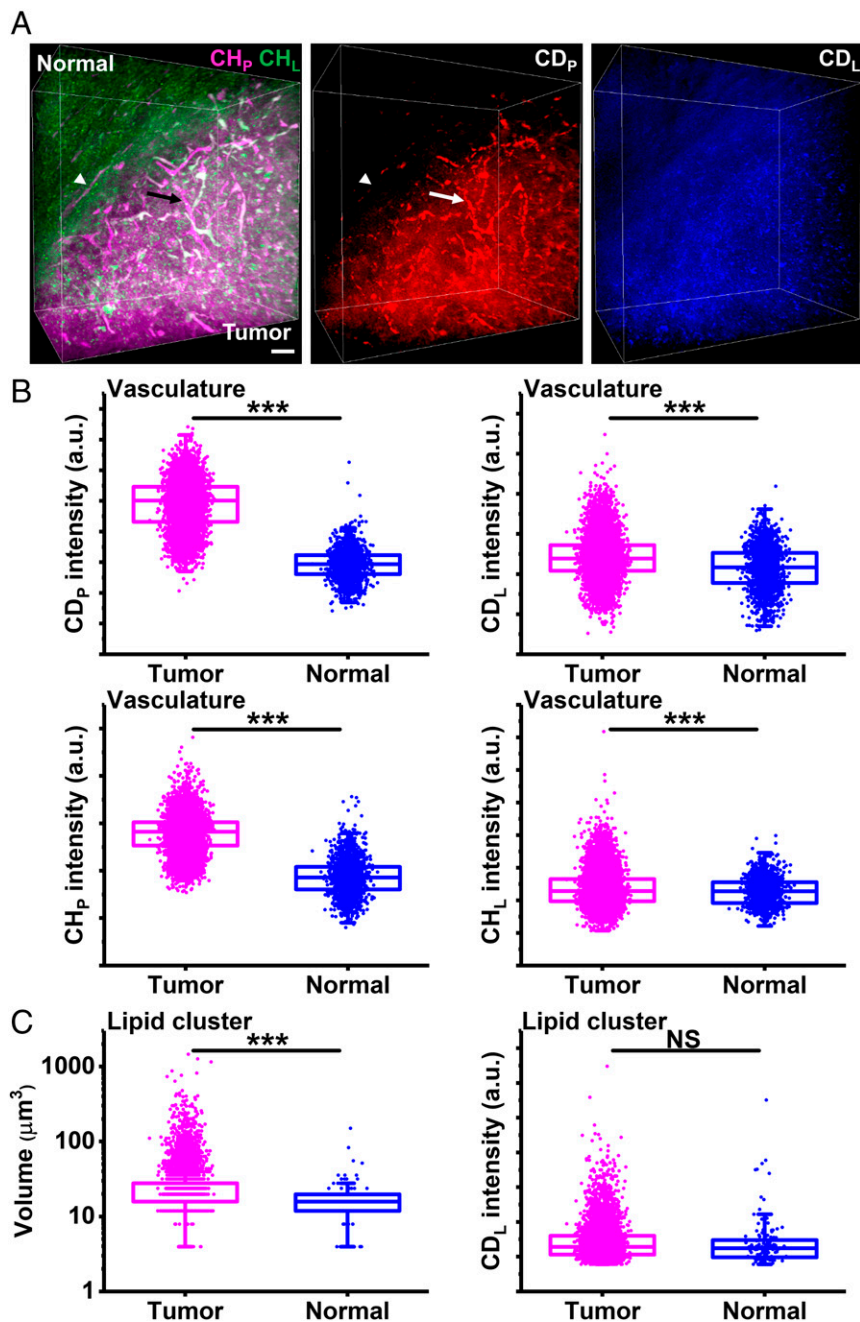 A
Normal
CHP CHL
CDP
CDL
Tumor
B
Vasculature
***
CDP intensity (a.u.)
Tumor
Normal
Vasculature
***
CDL intensity (a.u.)
Tumor
Normal
Vasculature
***
CHP intensity (a.u.)
Tumor
Normal
Vasculature
***
CHL intensity (a.u.)
Tumor
Normal
C
Lipid cluster
***
Volume (μm³)
1000
100
10
1
Tumor
Normal
Lipid cluster
NS
CDL intensity (a.u.)
Tumor
Normal